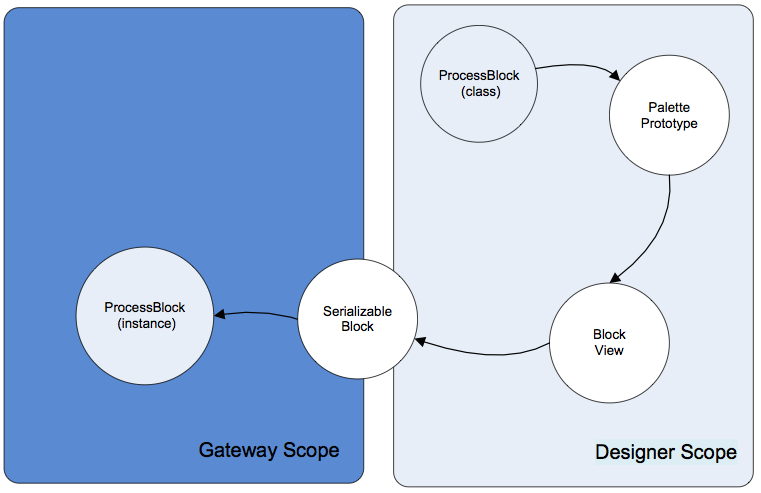 ProcessBlock
(class)
Palette
Prototype
ProcessBlock
(instance)
Serializable
Block
Block
View
Gateway Scope
Designer Scope